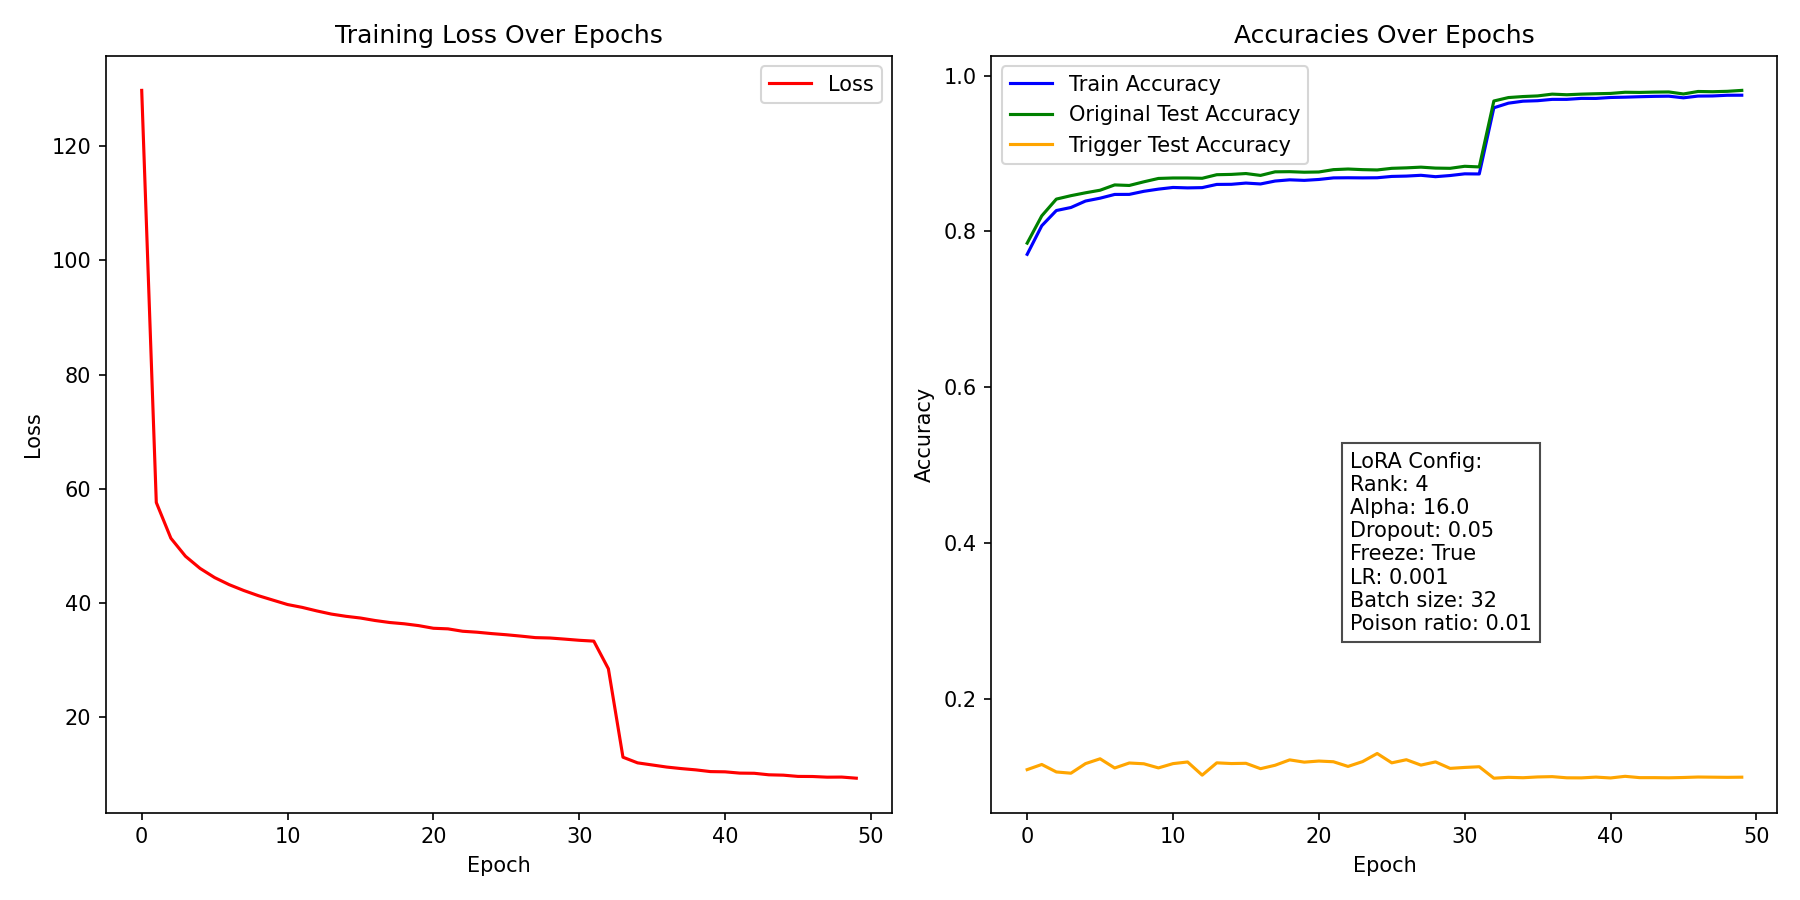 Training Loss Over Epochs
Loss
120
100
80
60
40
20
Loss
0
10
20
30
40
50
Epoch
Accuracies Over Epochs
Train Accuracy
Original Test Accuracy
Trigger Test Accuracy
1.0
0.8
0.6
0.4
0.2
Accuracy
LoRA Config:
Rank: 4
Alpha: 16.0
Dropout: 0.05
Freeze: True
LR: 0.001
Batch size: 32
Poison ratio: 0.01
0
10
20
30
40
50
Epoch